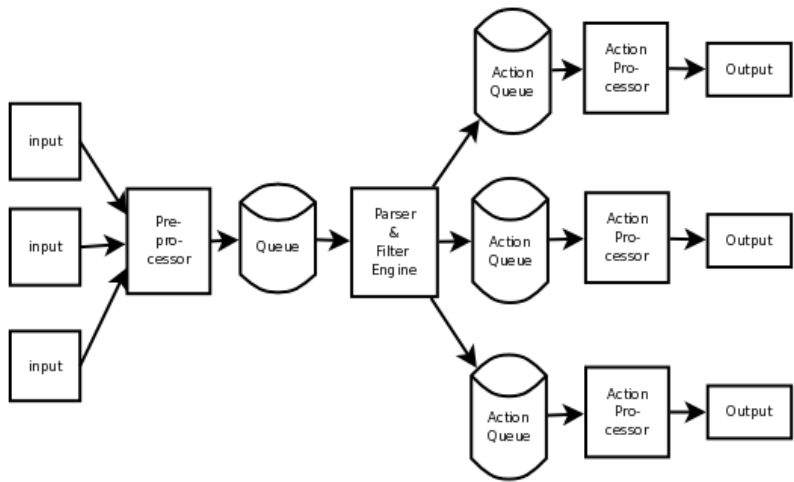 input
input
input
Pre-
pro-
cessor
Queue
Parser
&
Filter
Engine
Action
Queue
Action
Pro-
cessor
Output
Action
Queue
Action
Pro-
cessor
Output
Action
Queue
Action
Pro-
cessor
Output